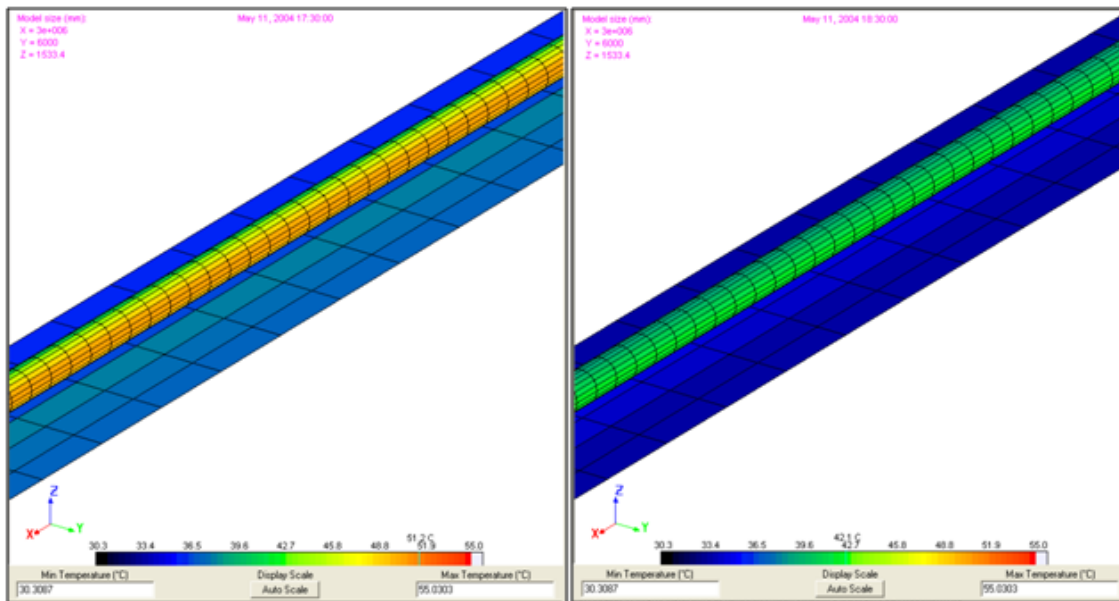 Model size (mm):
X = 3e+006
Y = 6000
Z = 1533.4
May 11, 2004 17:30:00
Z
X
Y
51.2 C
30.3 33.4 36.5 39.6 42.7 45.8 48.8 51.9 55.0
Min Temperature (°C)
Display Scale
Max Temperature (°C)
30.3087
Auto Scale
55.0303
Model size (mm):
X = 3e+006
Y = 6000
Z = 1533.4
May 11, 2004 18:30:00
Z
X
Y
42.1 C
30.3 33.4 36.5 39.6 42.7 45.8 48.8 51.9 55.0
Min Temperature (°C)
Display Scale
Max Temperature (°C)
30.3087
Auto Scale
55.0303